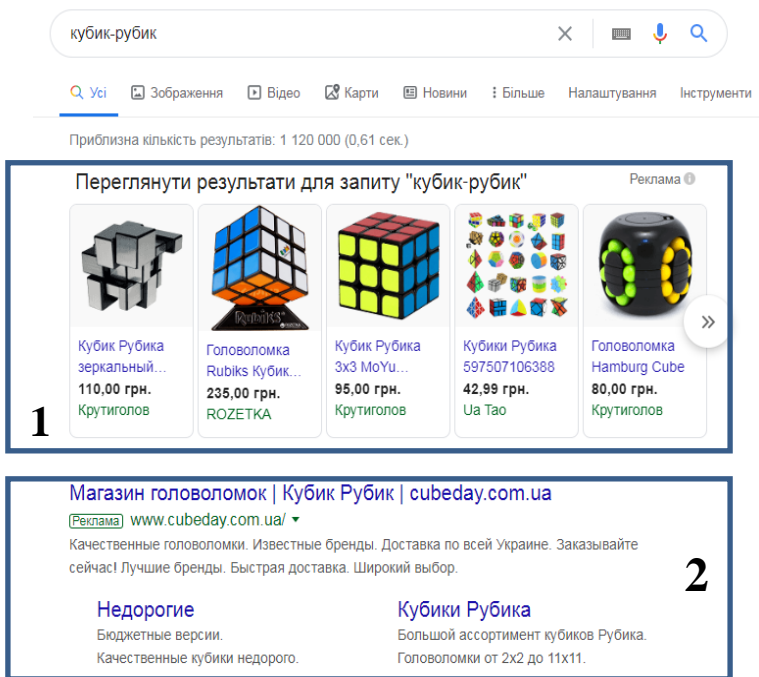 кубик-рубик
Усі Зображення Відео Карти Новини Більше Налаштування Інструменти
Приблизна кількість результатів: 1 120 000 (0,61 сек.)
Переглянути результати для запиту "кубик-рубик" Реклама
Rubik's
Кубик Рубика
зеркальный...
110,00 грн.
Крутиголов
Головоломка
Rubiks Кубик...
235,00 грн.
ROZETKA
Кубик Рубика
3x3 MoYu...
95,00 грн.
Крутиголов
Кубики Рубика
597507106388
42,99 грн.
Ua Tao
Головоломка
Hamburg Cube
80,00 грн.
Крутиголов
1
Магазин головоломок | Кубик Рубик | cubeday.com.ua
Реклама www.cubeday.com.ua/
Качественные головоломки. Известные бренды. Доставка по всей Украине. Заказывайте
сейчас! Лучшие бренды. Быстрая доставка. Широкий выбор.
2
Недорогие
Бюджетные версии.
Качественные кубики недорого.
Кубики Рубика
Большой ассортимент кубиков Рубика.
Головоломки от 2x2 до 11x11.